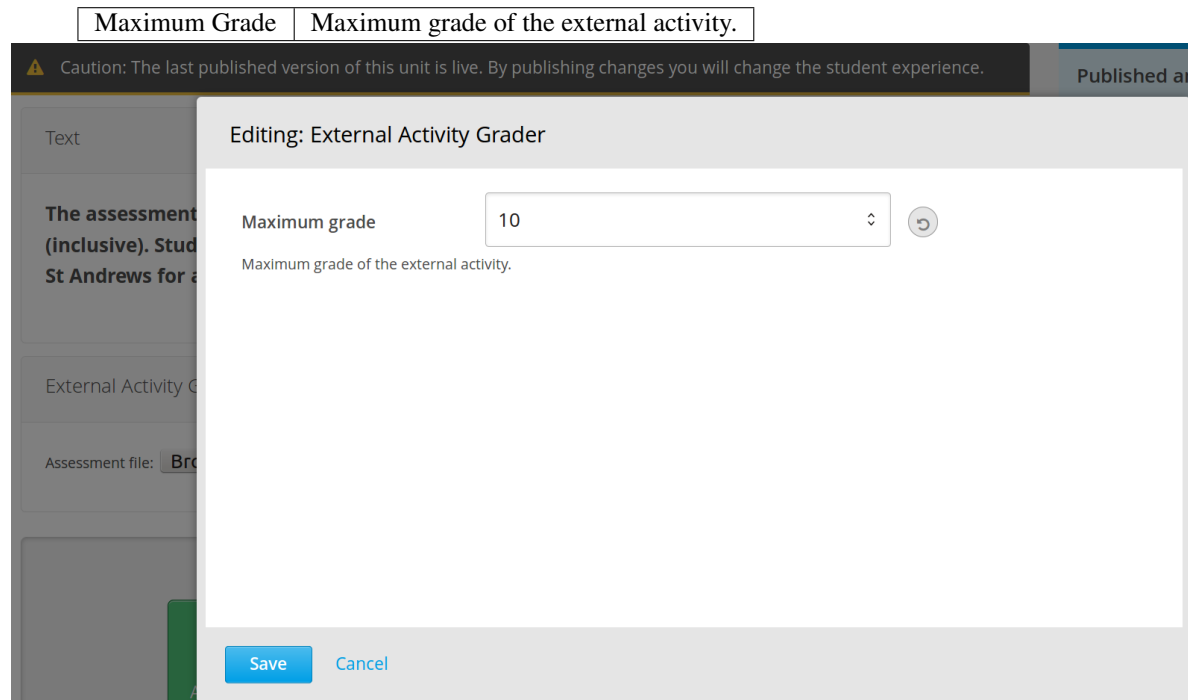 Maximum Grade Maximum grade of the external activity.
Caution: The last published version of this unit is live. By publishing changes you will change the student experience.
Published
Text
Editing: External Activity Grader
The assessment
(inclusive).
St Andrews for
Maximum grade
10
Maximum grade of the external activity.
External Activity
Assessment file:
Save
Cancel